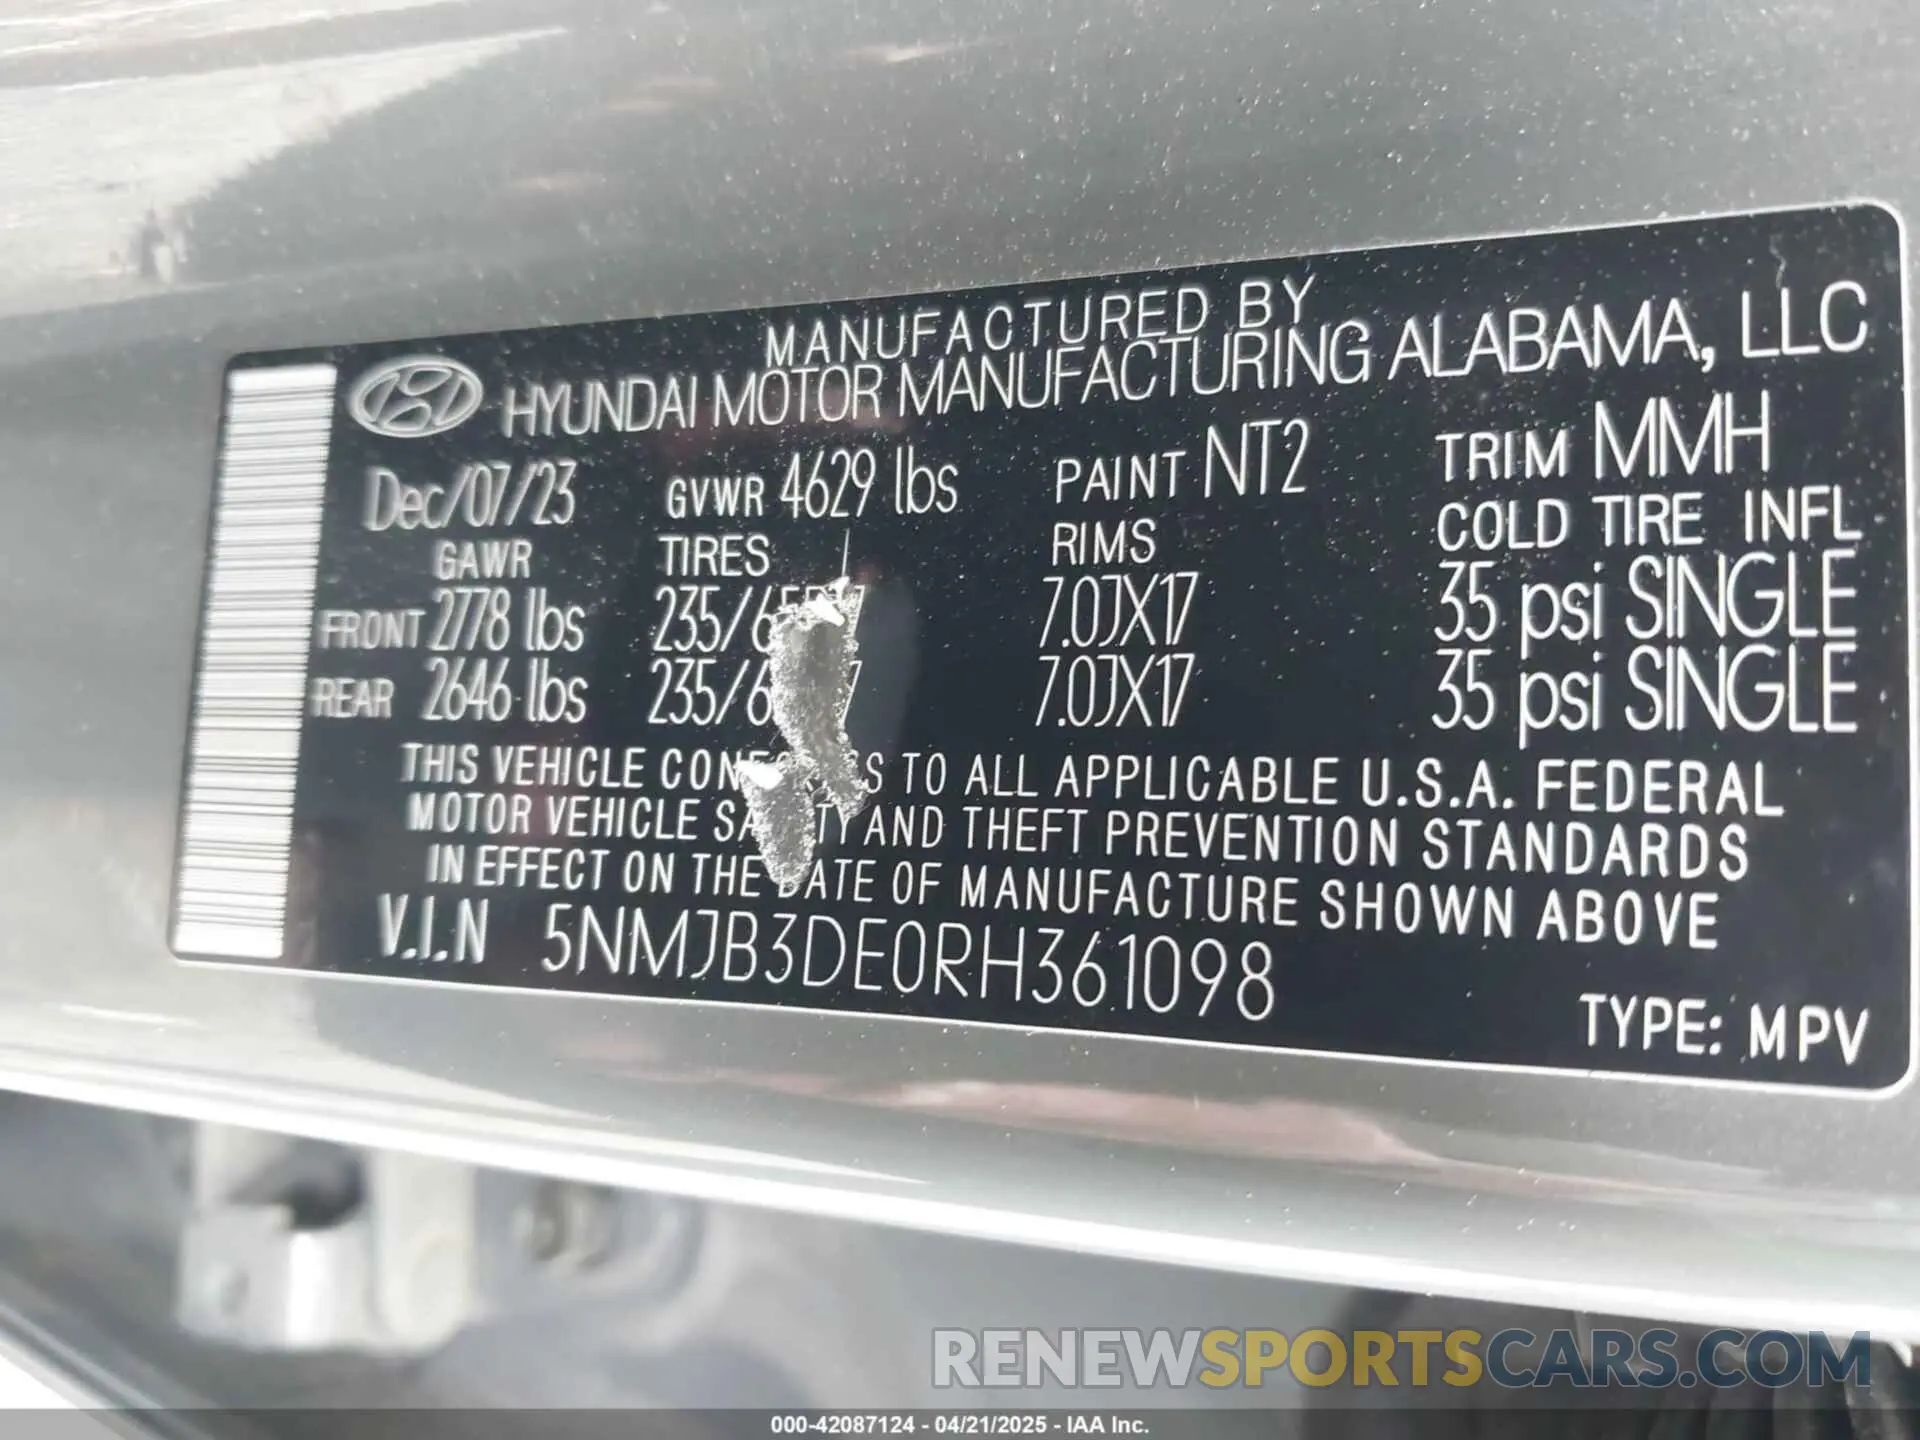 MANUFACTURED BY
HYUNDAI MOTOR MANUFACTURING ALABAMA, LLC
Dec/07/23 GVWR 4629 lbs PAINT NT2 TRIM MMH
GAWR TIRES RIMS COLD TIRE INFL
FRONT 2778 lbs 7.0JX17 35 psi SINGLE
REAR 2646 lbs 7.0JX17 35 psi SINGLE
THIS VEHICLE TO ALL APPLICABLE U.S.A. FEDERAL
MOTOR VEHICLE AND THEFT PREVENTION STANDARDS
IN EFFECT ON THE DATE OF MANUFACTURE SHOWN ABOVE
V.I.N 5NMJB3DE0RH361098
TYPE: MPV
RENEWSPORTSCARS.COM
000-42087124 - 04/21/2025 - IAA Inc.